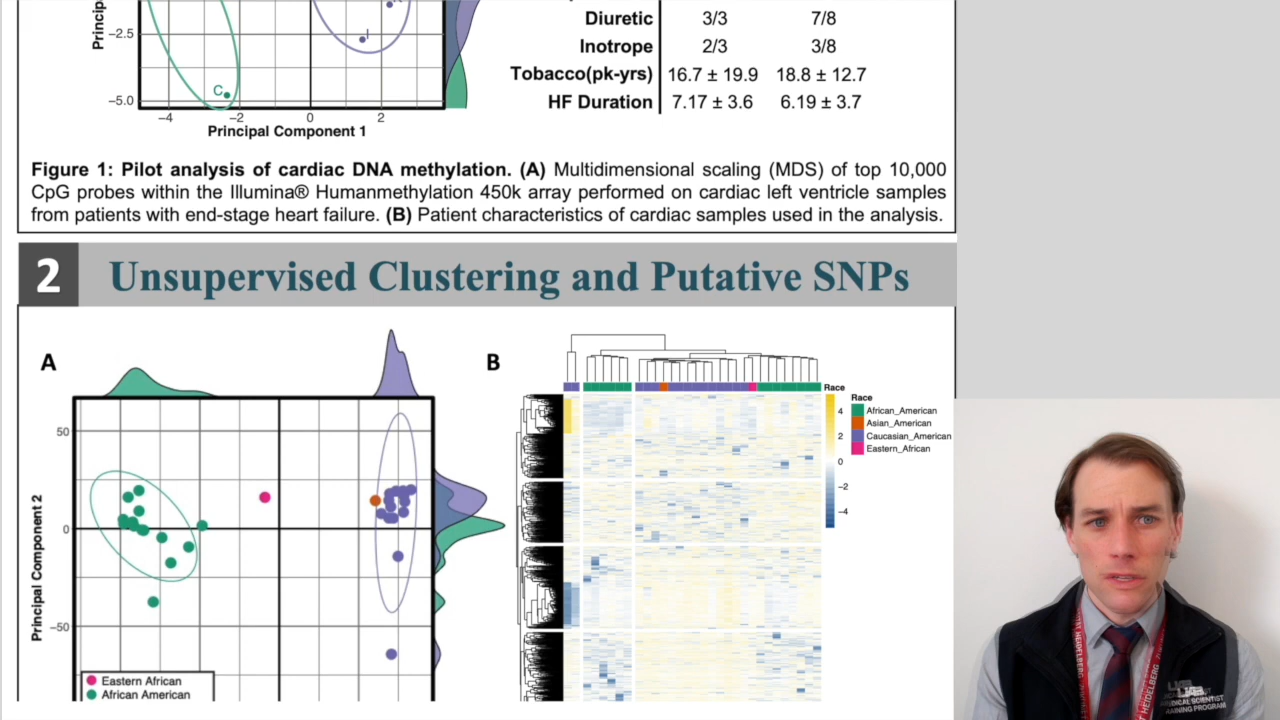 Diuretic 3/3 7/8
−2.5
Inotrope 2/3 3/8
I
Tobacco(pk-yrs) 16.7 ± 19.9 18.8 ± 12.7
C
−5.0
HF Duration 7.17 ± 3.6 6.19 ± 3.7
−4 −2 0 2
Principal Component 1
Figure 1: Pilot analysis of cardiac DNA methylation. (A) Multidimensional scaling (MDS) of top 10,000
CpG probes within the Illumina® Humanmethylation 450k array performed on cardiac left ventricle samples
from patients with end-stage heart failure. (B) Patient characteristics of cardiac samples used in the analysis.
2 Unsupervised Clustering and Putative SNPs
A
B
Race
4
2
0
−2
−4
Race
African_American
Asian_American
Caucasian_American
Eastern_African
50
0
−50
Principal Component 2
Eastern African
African American
HEIDELBERG
HEIDELBERG
MEDICAL SCIENTIST
TRAINING PROGRAM